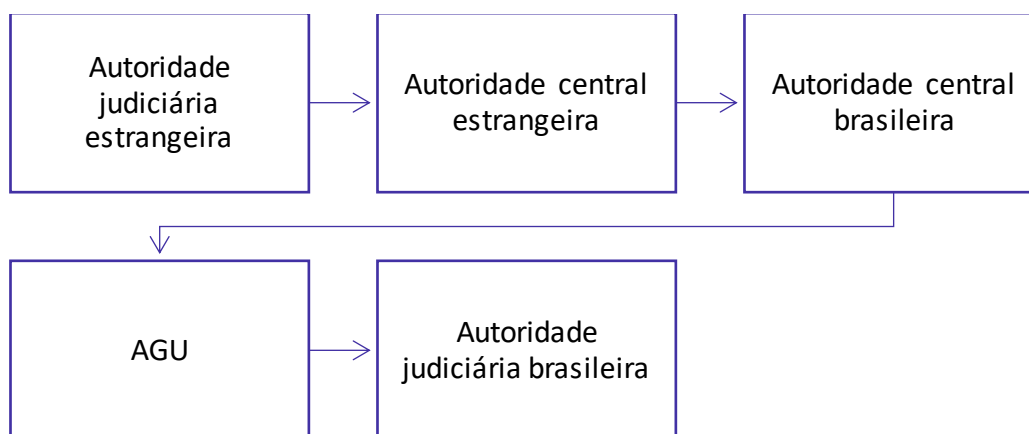 Autoridade
judiciária
estrangeira
Autoridade central
estrangeira
Autoridade central
brasileira
AGU
Autoridade
judiciária brasileira